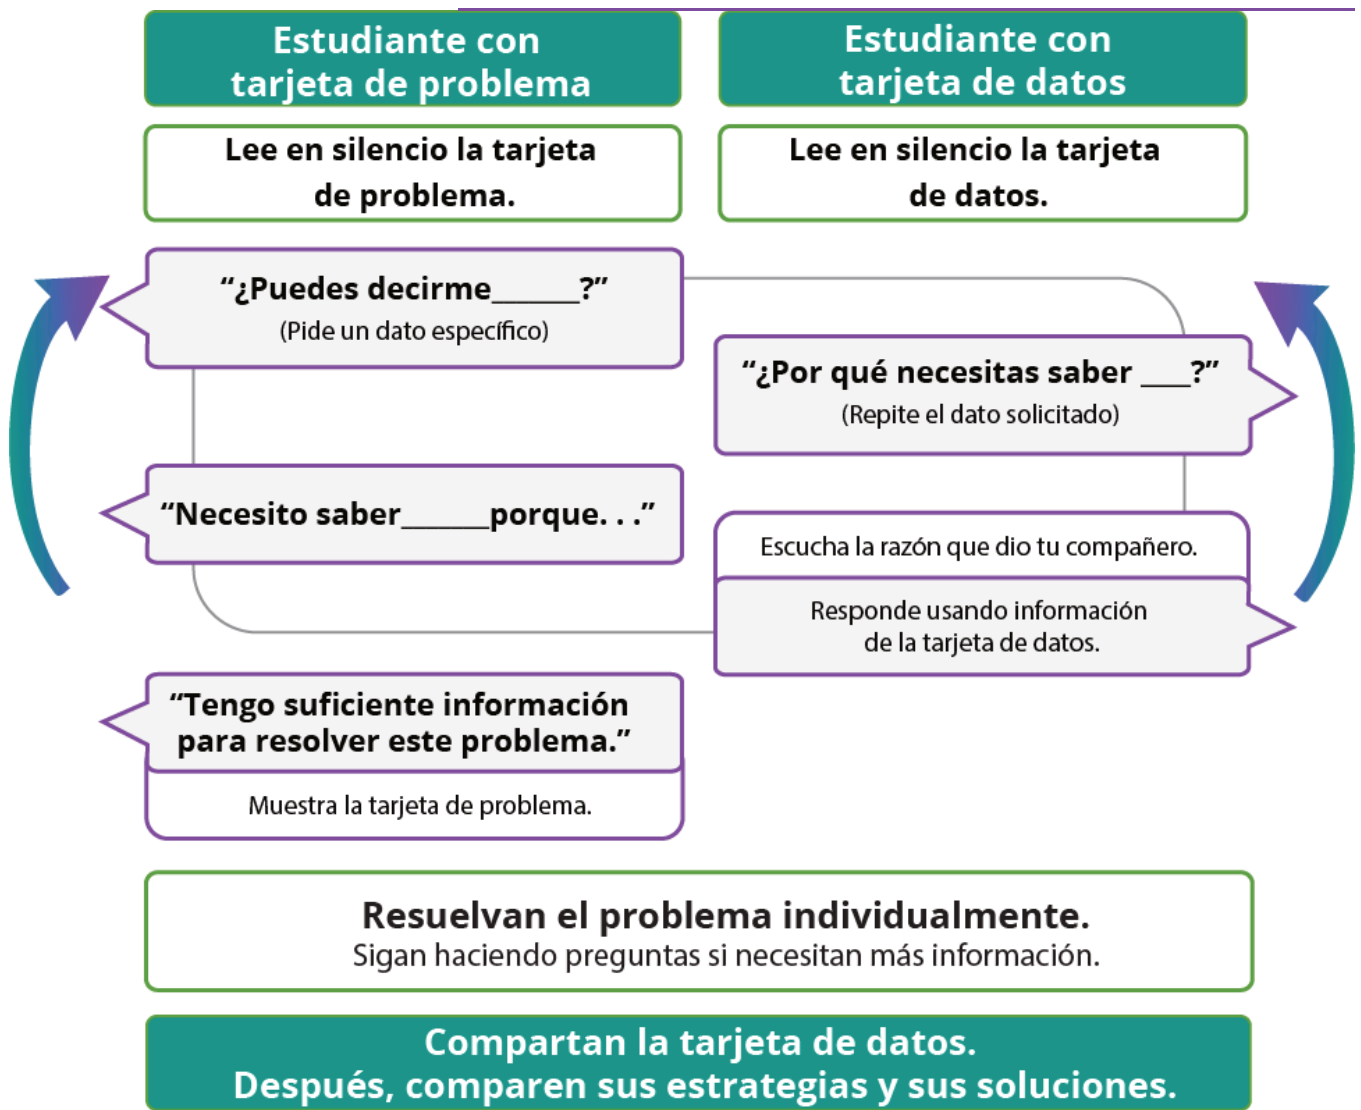 Estudiante con
tarjeta de problema
Estudiante con
tarjeta de datos
Lee en silencio la tarjeta
de problema.
Lee en silencio la tarjeta
de datos.
“¿Puedes decirme______?”
(Pide un dato específico)
“¿Por qué necesitas saber ___?”
(Repite el dato solicitado)
“Necesito saber______porque. . .”
Escucha la razón que dio tu compañero.
Responde usando información
de la tarjeta de datos.
“Tengo suficiente información
para resolver este problema.”
Muestra la tarjeta de problema.
Resuelvan el problema individualmente.
Sigan haciendo preguntas si necesitan más información.
Compartan la tarjeta de datos.
Después, comparen sus estrategias y sus soluciones.